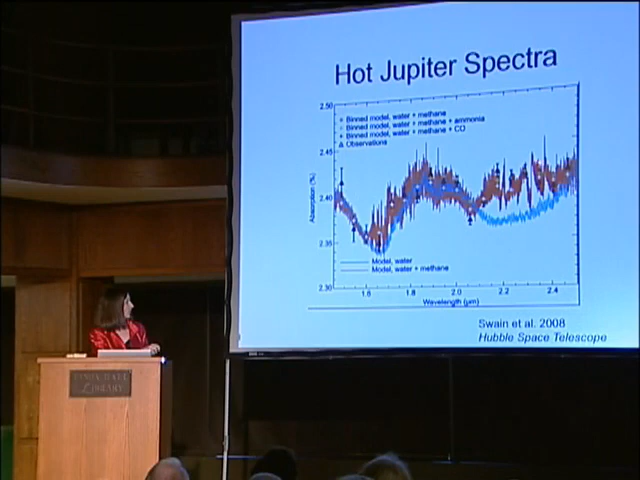 Hot Jupiter Spectra
2.50
Binned model, water + methane
Binned model, water + methane + ammonia
Binned model, water + methane + CO
Observations
2.45
2.40
2.35
2.30
Absorption (%)
Model, water
Model, water + methane
1.6
1.8
2.0
2.2
2.4
Wavelength (μm)
Swain et al. 2008
Hubble Space Telescope
LINDA HALL
LIBRARY